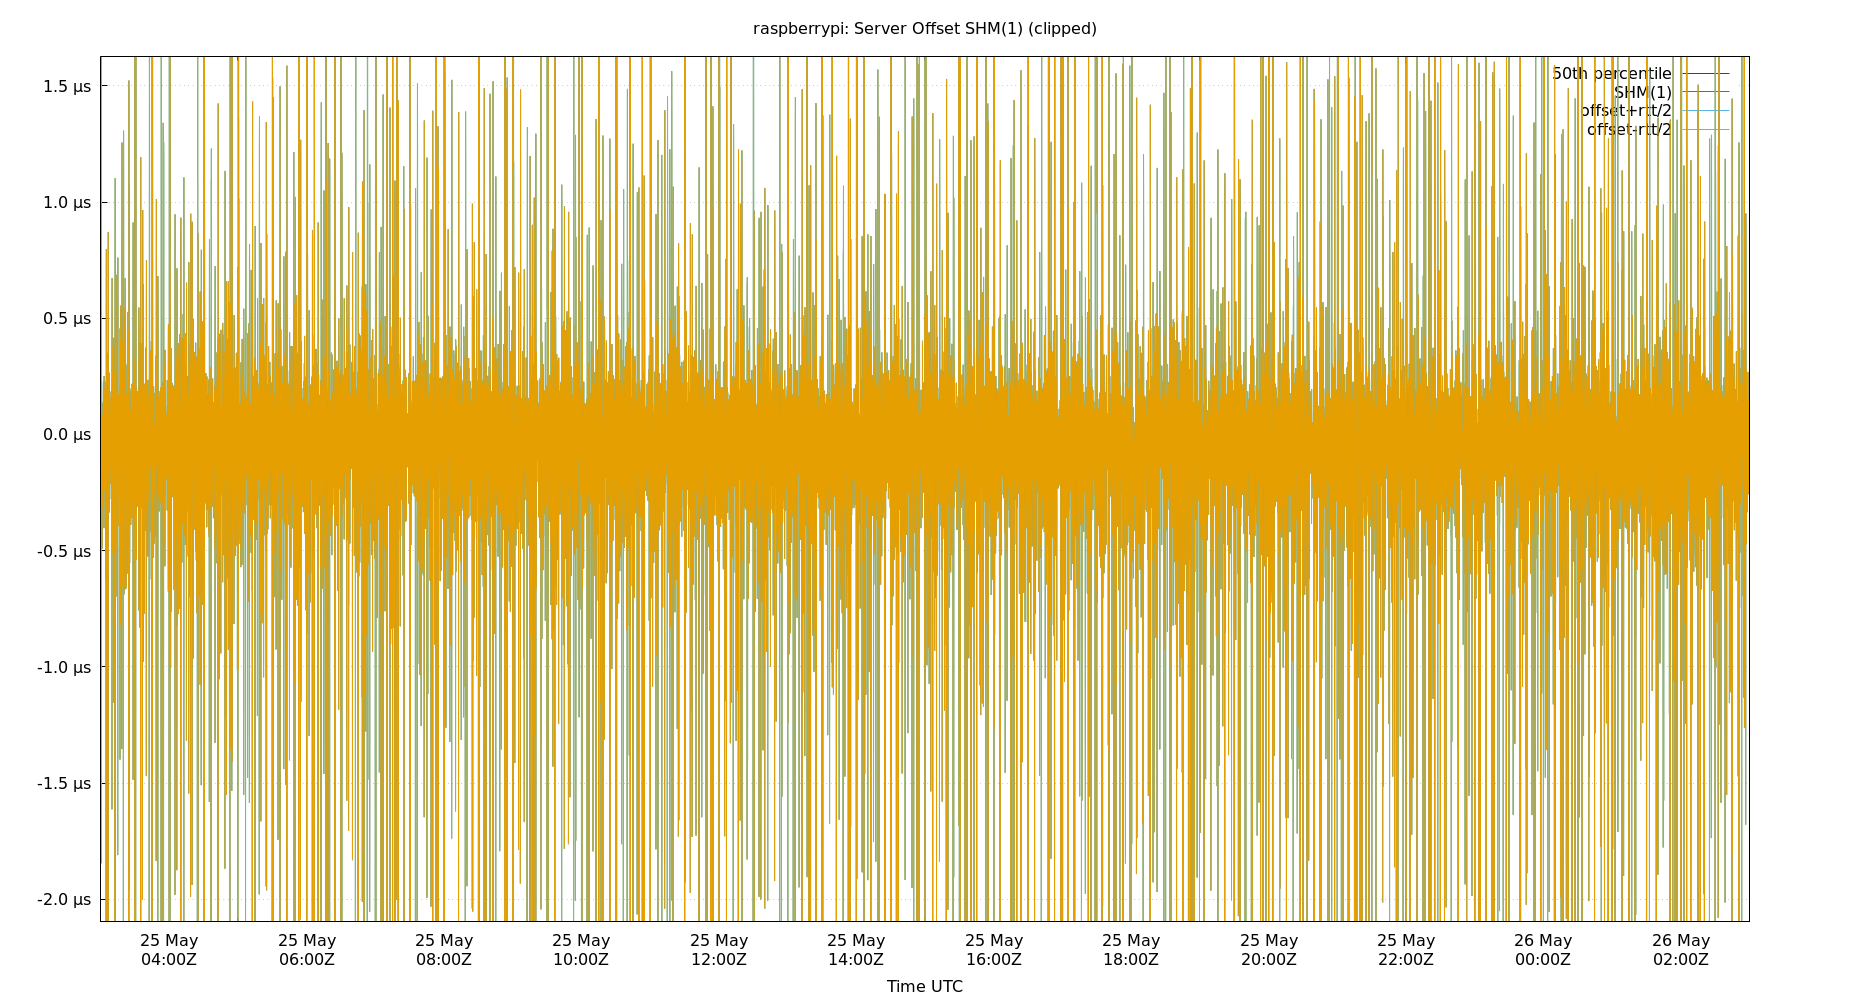 raspberrypi: Server Offset SHM(1) (clipped)
50th percentile
SHM(1)
offset+rtt/2
offset-rtt/2
1.5 µs
1.0 µs
0.5 µs
0.0 µs
-0.5 µs
-1.0 µs
-1.5 µs
-2.0 µs
25 May 25 May 25 May 25 May 25 May 25 May 25 May 25 May 25 May 25 May 26 May 26 May
04:00Z 06:00Z 08:00Z 10:00Z 12:00Z 14:00Z 16:00Z 18:00Z 20:00Z 22:00Z 00:00Z 02:00Z
Time UTC